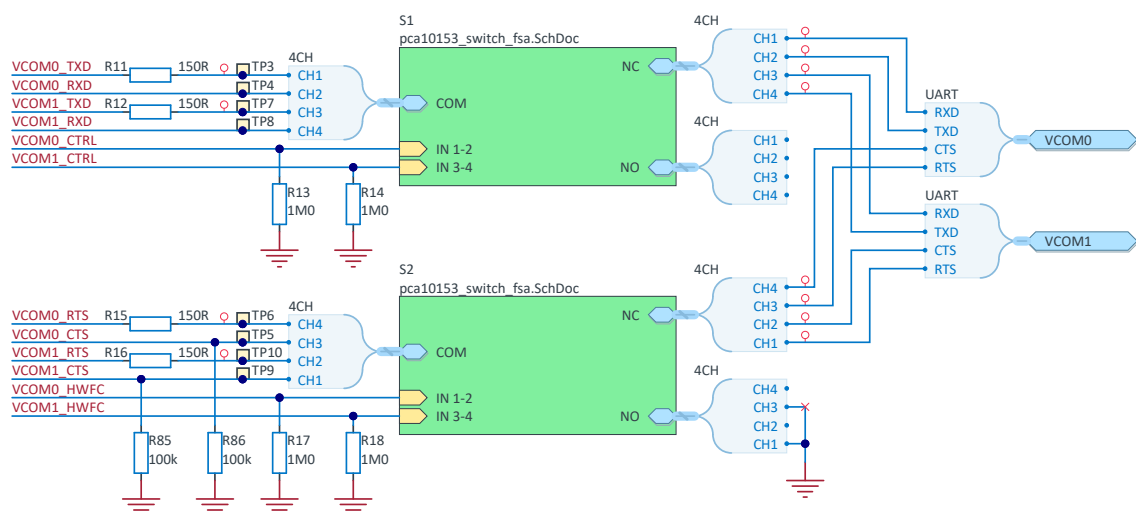 S1
pca10153_switch_fsa.SchDoc
4CH
VCOM0_TXD R11 150R TP3 CH1
VCOM0_RXD TP4 CH2
VCOM1_TXD R12 150R TP7 CH3
VCOM1_RXD TP8 CH4
VCOM0_CTRL
VCOM1_CTRL
COM
IN 1-2
IN 3-4
NC
NO
R13
1M0
R14
1M0
4CH
CH1
CH2
CH3
CH4
4CH
CH1
CH2
CH3
CH4
UART
RXD
TXD
CTS
RTS
VCOM0
UART
RXD
TXD
CTS
RTS
VCOM1
S2
pca10153_switch_fsa.SchDoc
4CH
VCOM0_RTS R15 150R TP6 CH4
VCOM0_CTS TP5 CH3
VCOM1_RTS R16 150R TP10 CH2
VCOM1_CTS TP9 CH1
VCOM0_HWFC
VCOM1_HWFC
COM
IN 1-2
IN 3-4
NC
NO
R85
100k
R86
100k
R17
1M0
R18
1M0
4CH
CH4
CH3
CH2
CH1
4CH
CH4
CH3
CH2
CH1